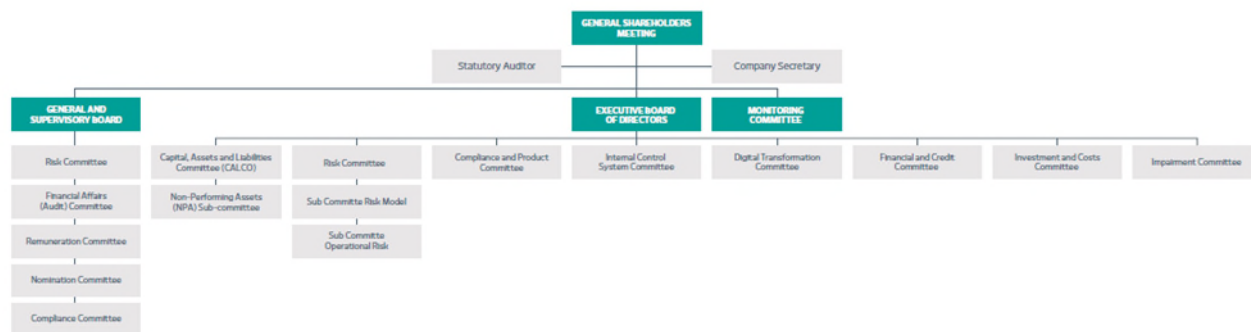 GENERAL SHAREHOLDERS
MEETING
Statutory Auditor
Company Secretary
GENERAL AND
SUPERVISORY BOARD
EXECUTIVE BOARD
OF DIRECTORS
MONITORING
COMMITTEE
Risk Committee
Capital, Assets and Liabilities
Committee (CALCO)
Risk Committee
Compliance and Product
Committee
Internal Control
System Committee
Digital Transformation
Committee
Financial and Credit
Committee
Investment and Costs
Committee
Impairment Committee
Financial Affairs
(Audit) Committee
Non-Performing Assets
(NPA) Sub-committee
Sub Committe Risk Model
Remuneration Committee
Sub Committe
Operational Risk
Nomination Committee
Compliance Committee